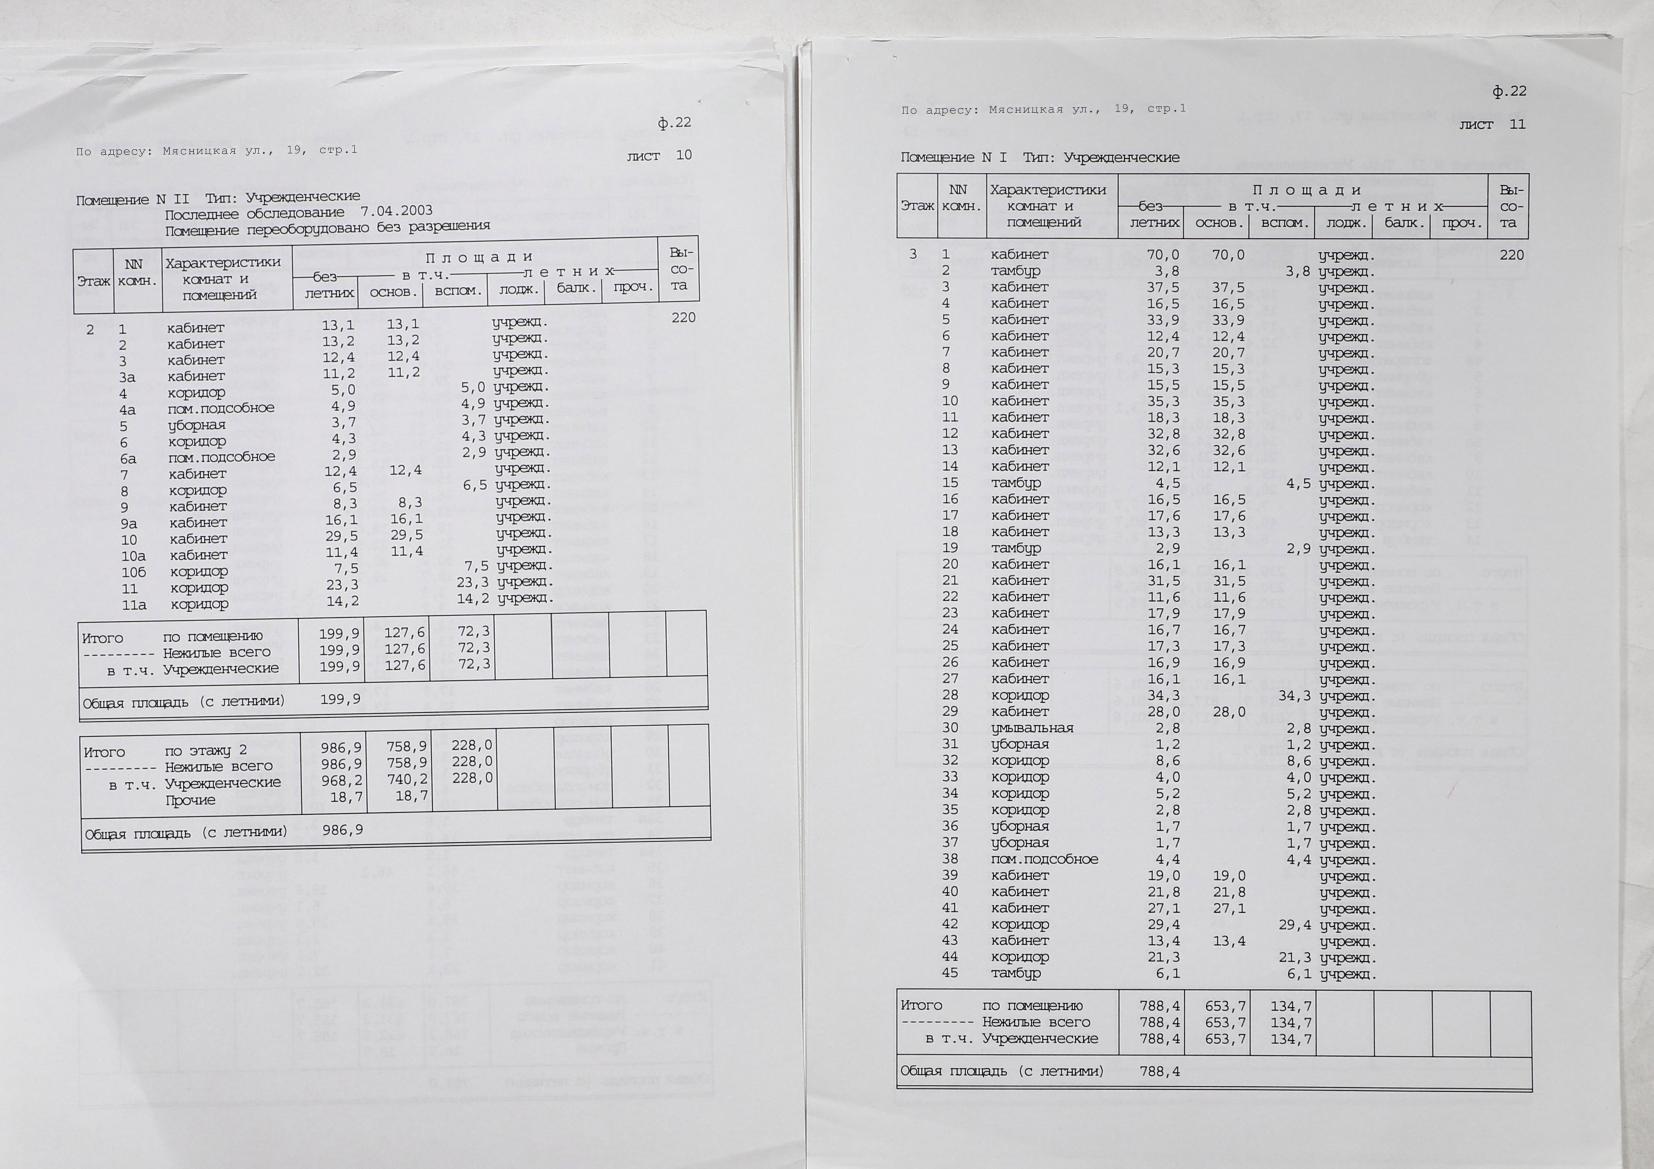 ф.22
По адресу: Мясницкая ул., 19, стр.1
лист 10
Помещение N II Тип: Учрежденческие
Последнее обследование 7.04.2003
Помещение переоборудовано без разрешения
Этаж NN комн. Характеристики комнат и помещений Площади Вы-со-та
без летних в т.ч. летних
основ. вспом. лодж. балк. проч.
2 1 кабинет 13,1 13,1 учрежд. 220
2 кабинет 13,2 13,2 учрежд.
3 кабинет 12,4 12,4 учрежд.
3а кабинет 11,2 11,2 учрежд.
4 коридор 5,0 5,0 учрежд.
4а пом.подсобное 4,9 4,9 учрежд.
5 уборная 3,7 3,7 учрежд.
6 коридор 4,3 4,3 учрежд.
6а пом.подсобное 2,9 2,9 учрежд.
7 кабинет 12,4 12,4 учрежд.
8 коридор 6,5 6,5 учрежд.
9 кабинет 8,3 8,3 учрежд.
9а кабинет 16,1 16,1 учрежд.
10 кабинет 29,5 29,5 учрежд.
10а кабинет 11,4 11,4 учрежд.
10б коридор 7,5 7,5 учрежд.
11 коридор 23,3 23,3 учрежд.
11а коридор 14,2 14,2 учрежд.
Итого по помещению 199,9 127,6 72,3
--------- Нежилые всего 199,9 127,6 72,3
в т.ч. Учрежденческие 199,9 127,6 72,3
Общая площадь (с летними) 199,9
Итого по этажу 2 986,9 758,9 228,0
--------- Нежилые всего 986,9 758,9 228,0
в т.ч. Учрежденческие 968,2 740,2 228,0
Прочие 18,7 18,7
Общая площадь (с летними) 986,9
ф.22
По адресу: Мясницкая ул., 19, стр.1
лист 11
Помещение N I Тип: Учрежденческие
Этаж NN комн. Характеристики комнат и помещений Площади Вы-со-та
без летних в т.ч. летних
основ. вспом. лодж. балк. проч.
3 1 кабинет 70,0 70,0 учрежд. 220
2 тамбур 3,8 3,8 учрежд.
3 кабинет 37,5 37,5 учрежд.
4 кабинет 16,5 16,5 учрежд.
5 кабинет 33,9 33,9 учрежд.
6 кабинет 12,4 12,4 учрежд.
7 кабинет 20,7 20,7 учрежд.
8 кабинет 15,3 15,3 учрежд.
9 кабинет 15,5 15,5 учрежд.
10 кабинет 35,3 35,3 учрежд.
11 кабинет 18,3 18,3 учрежд.
12 кабинет 32,8 32,8 учрежд.
13 кабинет 32,6 32,6 учрежд.
14 кабинет 12,1 12,1 учрежд.
15 тамбур 4,5 4,5 учрежд.
16 кабинет 16,5 16,5 учрежд.
17 кабинет 17,6 17,6 учрежд.
18 кабинет 13,3 13,3 учрежд.
19 тамбур 2,9 2,9 учрежд.
20 кабинет 16,1 16,1 учрежд.
21 кабинет 31,5 31,5 учрежд.
22 кабинет 11,6 11,6 учрежд.
23 кабинет 17,9 17,9 учрежд.
24 кабинет 16,7 16,7 учрежд.
25 кабинет 17,3 17,3 учрежд.
26 кабинет 16,9 16,9 учрежд.
27 кабинет 16,1 16,1 учрежд.
28 коридор 34,3 34,3 учрежд.
29 кабинет 28,0 28,0 учрежд.
30 умывальная 2,8 2,8 учрежд.
31 уборная 1,2 1,2 учрежд.
32 коридор 8,6 8,6 учрежд.
33 коридор 4,0 4,0 учрежд.
34 коридор 5,2 5,2 учрежд.
35 коридор 2,8 2,8 учрежд.
36 уборная 1,7 1,7 учрежд.
37 уборная 1,7 1,7 учрежд.
38 пом.подсобное 4,4 4,4 учрежд.
39 кабинет 19,0 19,0 учрежд.
40 кабинет 21,8 21,8 учрежд.
41 кабинет 27,1 27,1 учрежд.
42 коридор 29,4 29,4 учрежд.
43 кабинет 13,4 13,4 учрежд.
44 коридор 21,3 21,3 учрежд.
45 тамбур 6,1 6,1 учрежд.
Итого по помещению 788,4 653,7 134,7
--------- Нежилые всего 788,4 653,7 134,7
в т.ч. Учрежденческие 788,4 653,7 134,7
Общая площадь (с летними) 788,4